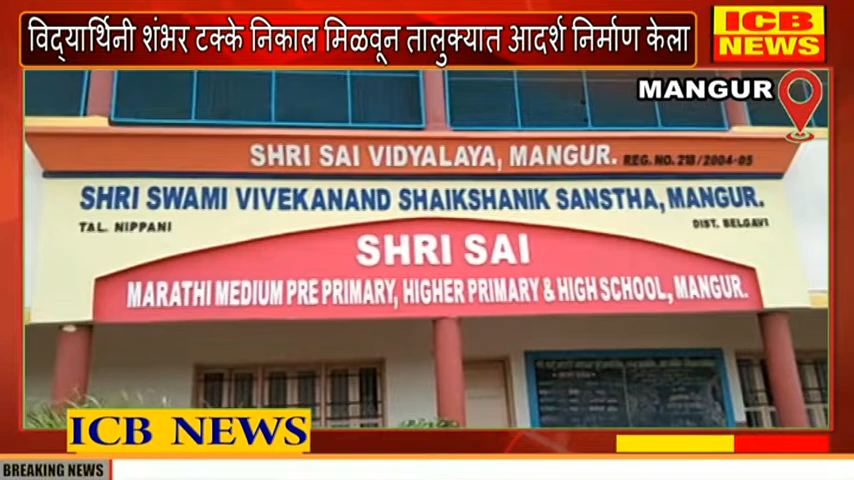 विद्यार्थिनी शंभर टक्के निकाल मिळवून तालुक्यात आदर्श निर्माण केला
ICB
NEWS
MANGUR
SHRI SAI VIDYALAYA, MANGUR. REG. NO. 218/2004-05
SHRI SWAMI VIVEKANAND SHAIKSHANIK SANSTHA, MANGUR.
TAL. NIPPANI
DIST. BELGAVI
SHRI SAI
MARATHI MEDIUM PRE PRIMARY, HIGHER PRIMARY & HIGH SCHOOL, MANGUR.
ICB NEWS
BREAKING NEWS